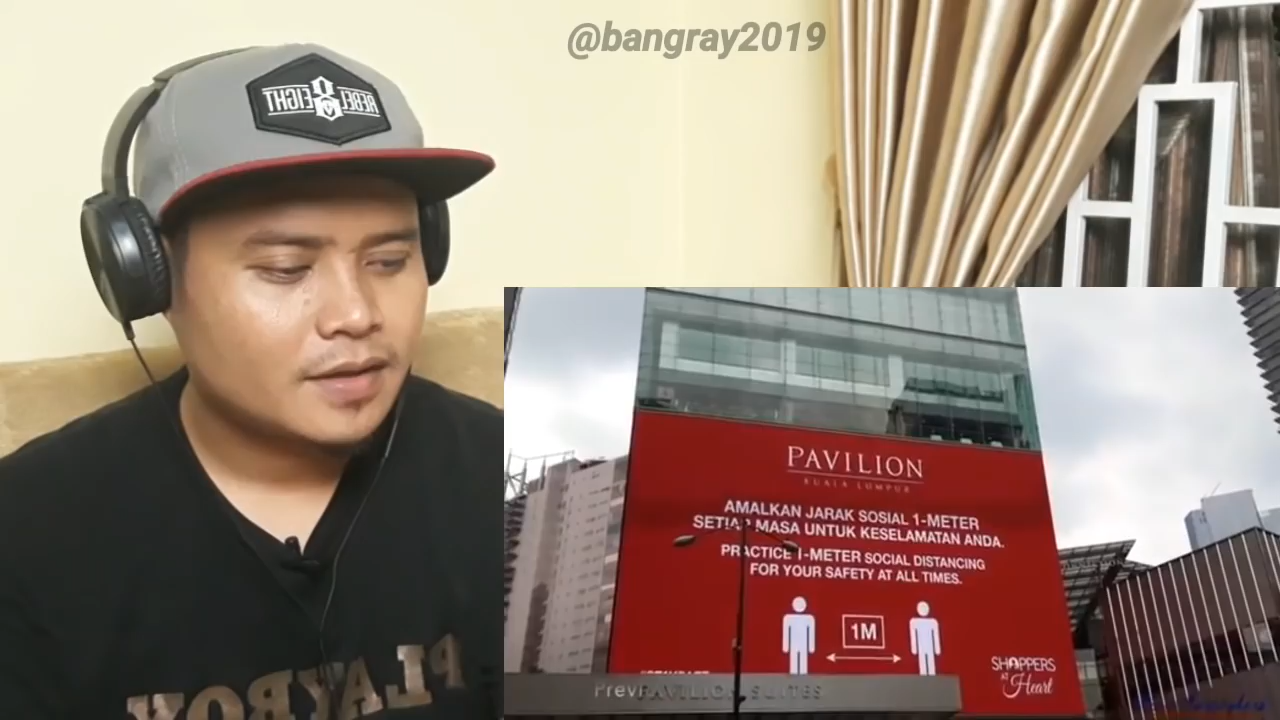 @bangray2019
REBEL EIGHT
PLAYBOY
PAVILION
KUALA LUMPUR
AMALKAN JARAK SOSIAL 1-METER
SETIAP MASA UNTUK KESELAMATAN ANDA.
PRACTICE 1-METER SOCIAL DISTANCING
FOR YOUR SAFETY AT ALL TIMES.
1M
SHOPPERS
AT
Heart
PAVILION SUITES